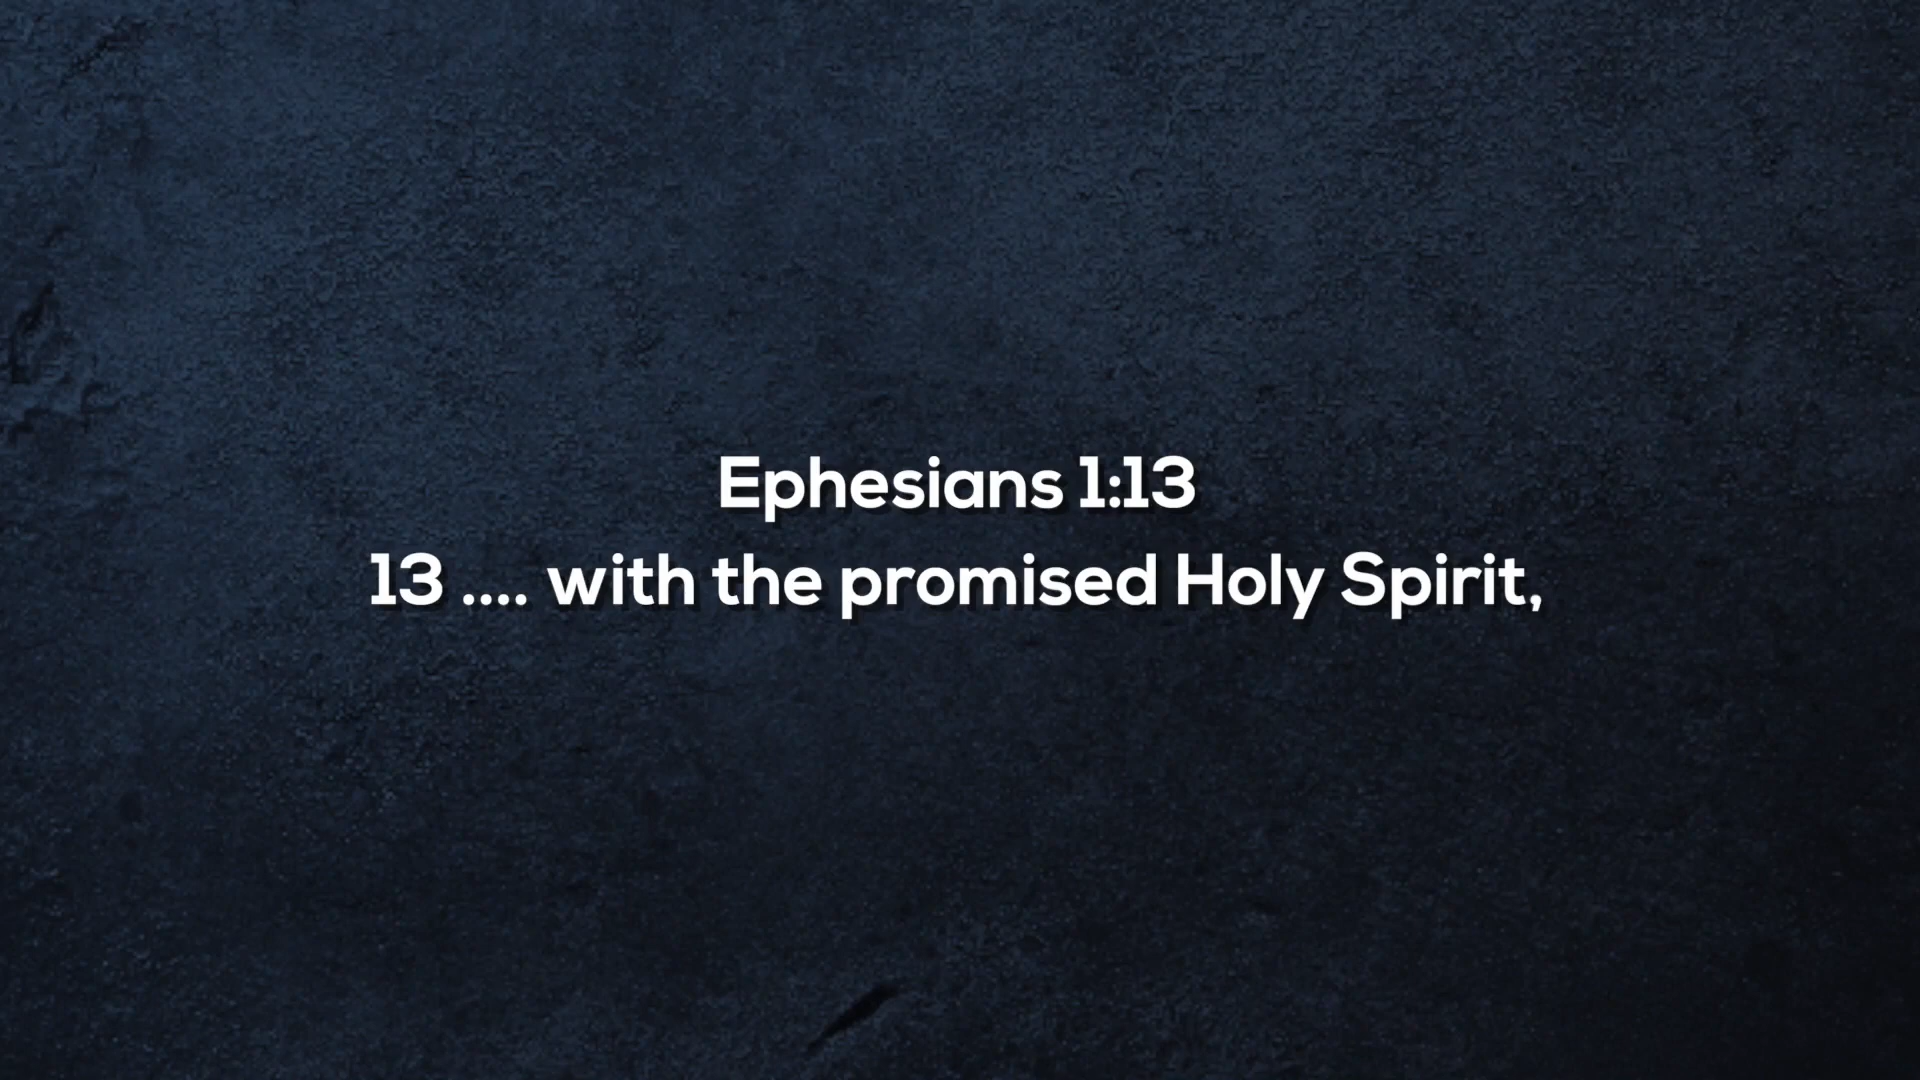 Ephesians 1:13
13 .... with the promised Holy Spirit,